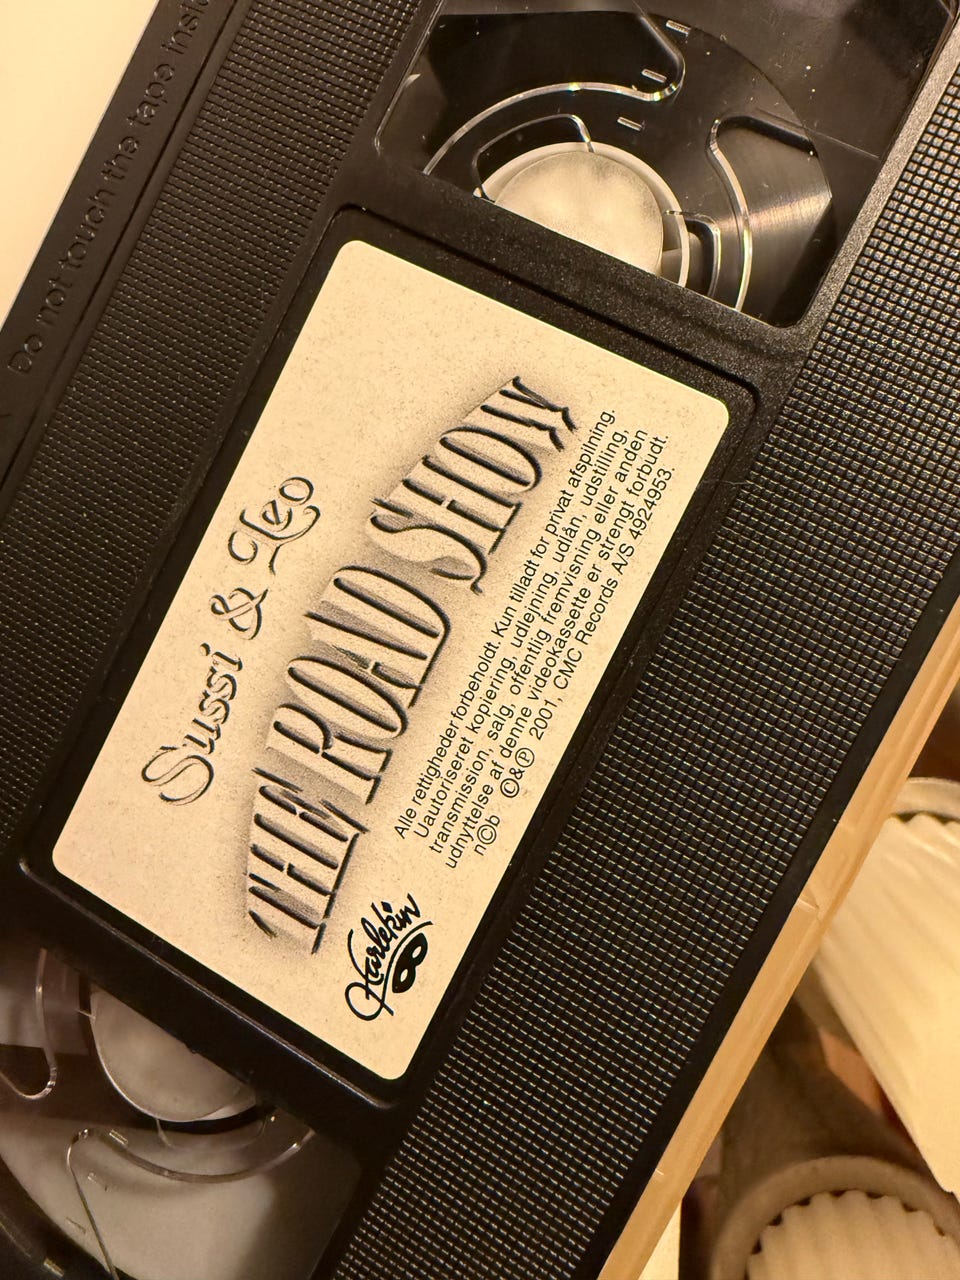 Do not touch the tape insi
Sussi & Leo
THE ROAD SHOW
Alle rettigheder forbeholdt. Kun tilladt for privat afspilning.
Uautoriseret kopiering, udlejning, udlån, udstilling,
transmission, salg, offentlig fremvisning eller anden
udnyttelse af denne videokassette er strengt forbudt.
n©b ©&℗ 2001, CMC Records A/S 4924953.
Harlekin